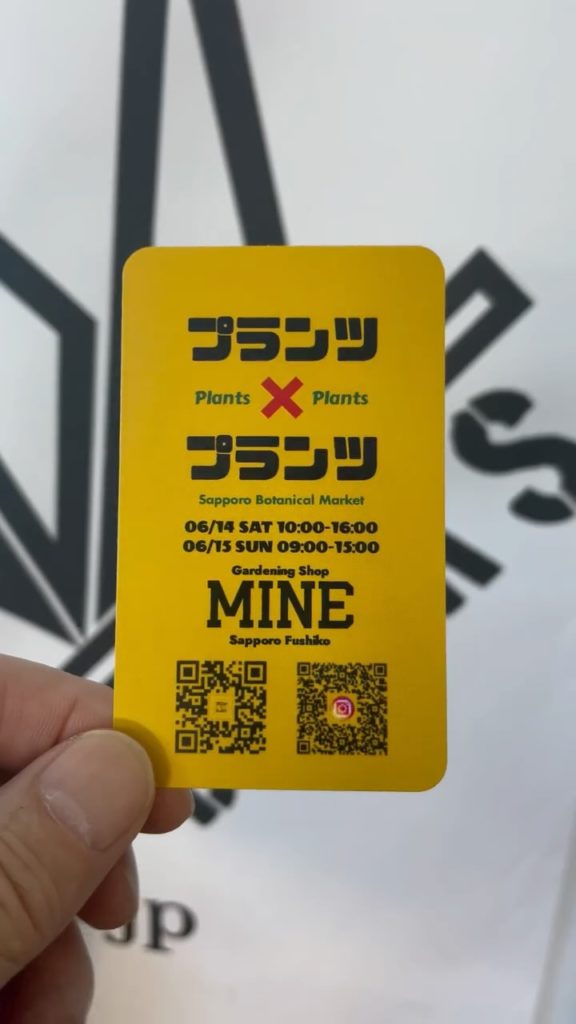 プランツ
Plants × Plants
プランツ
Sapporo Botanical Market
06/14 SAT 10:00-16:00
06/15 SUN 09:00-15:00
Gardening Shop
MINE
Sapporo Fushiko
s
jp